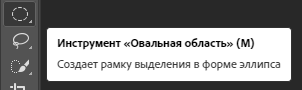 Инструмент «Овальная область» (M)
Создает рамку выделения в форме эллипса